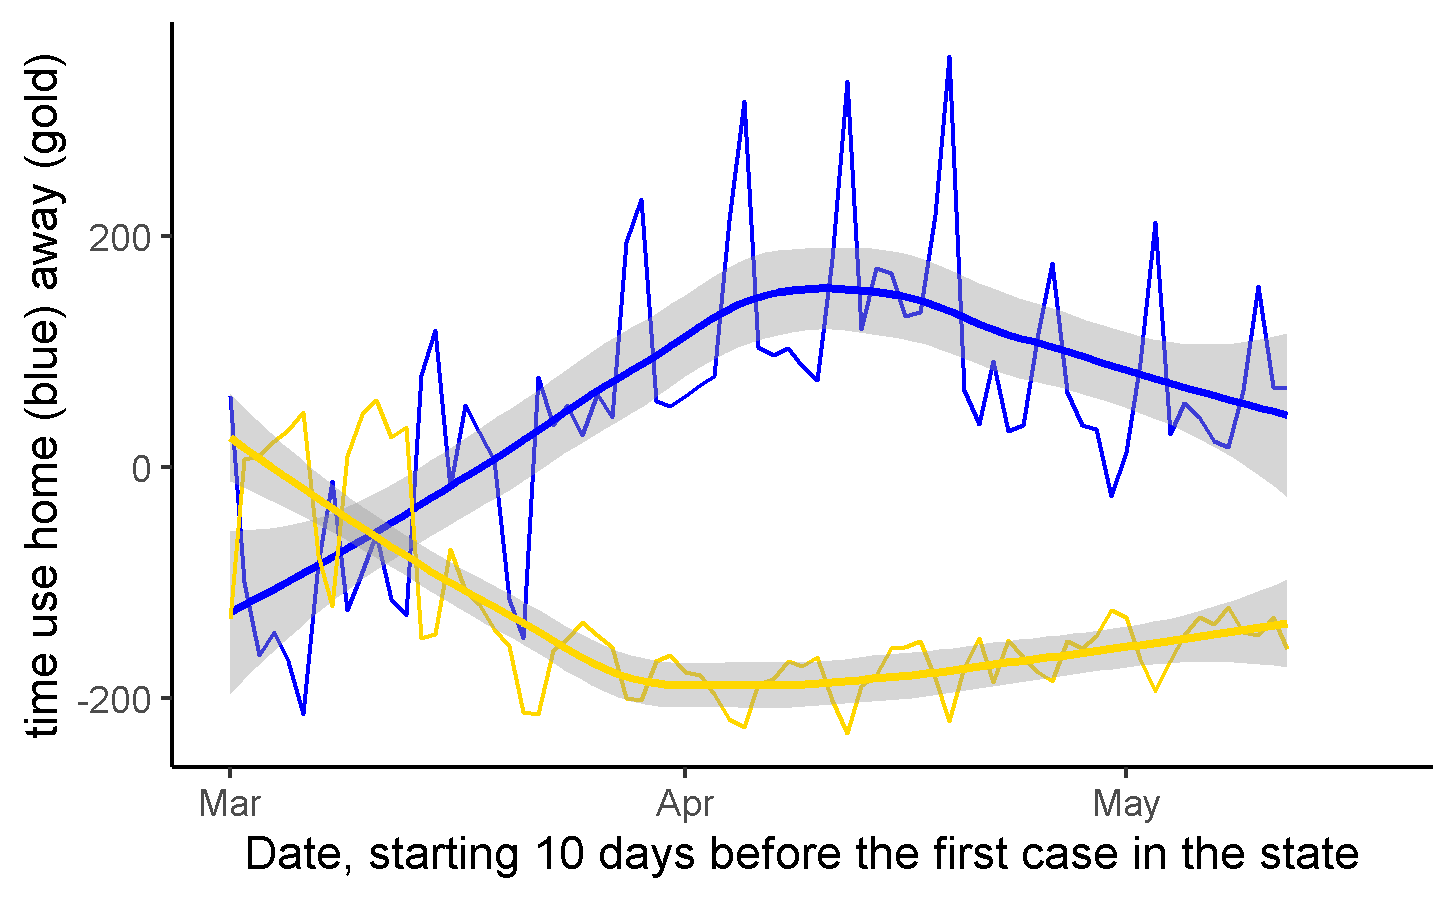 time use home (blue) away (gold)
200
0
-200
Mar Apr May
Date, starting 10 days before the first case in the state